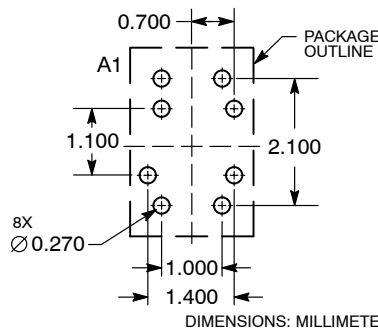 0.700
PACKAGE
OUTLINE
A1
1.100
2.100
8X
Ø 0.270
1.000
1.400
DIMENSIONS: MILLIMETE